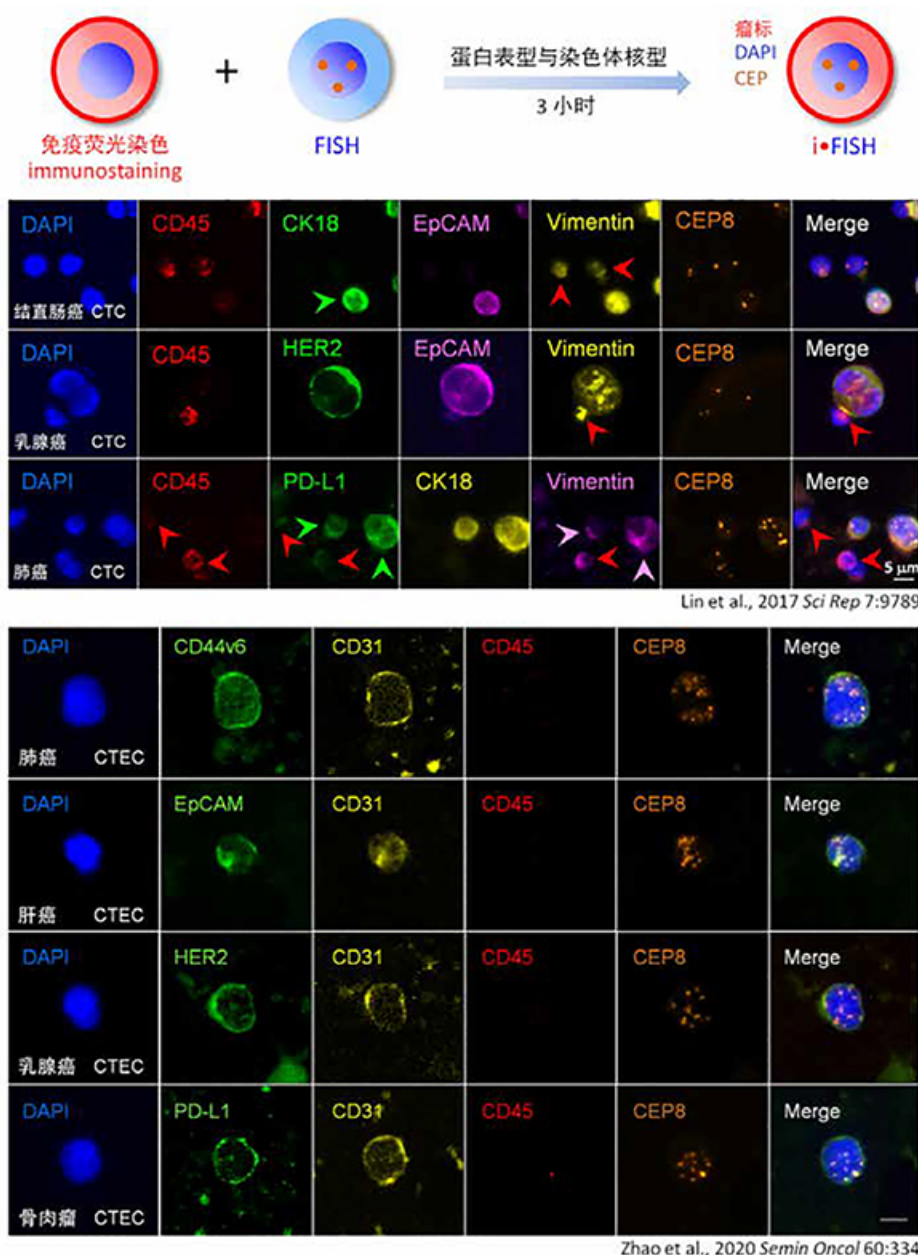 蛋白表型与染色体核型
3 小时
瘤标
DAPI
CEP
+
免疫荧光染色
immunostaining
FISH
i•FISH
DAPI CD45 CK18 EpCAM Vimentin CEP8 Merge
结直肠癌 CTC
DAPI CD45 HER2 EpCAM Vimentin CEP8 Merge
乳腺癌 CTC
DAPI CD45 PD-L1 CK18 Vimentin CEP8 Merge
肺癌 CTC
5 μm
Lin et al., 2017 Sci Rep 7:9789
DAPI CD44v6 CD31 CD45 CEP8 Merge
肺癌 CTEC
DAPI EpCAM CD31 CD45 CEP8 Merge
肝癌 CTEC
DAPI HER2 CD31 CD45 CEP8 Merge
乳腺癌 CTEC
DAPI PD-L1 CD31 CD45 CEP8 Merge
骨肉瘤 CTEC
Zhao et al., 2020 Semin Oncol 60:334